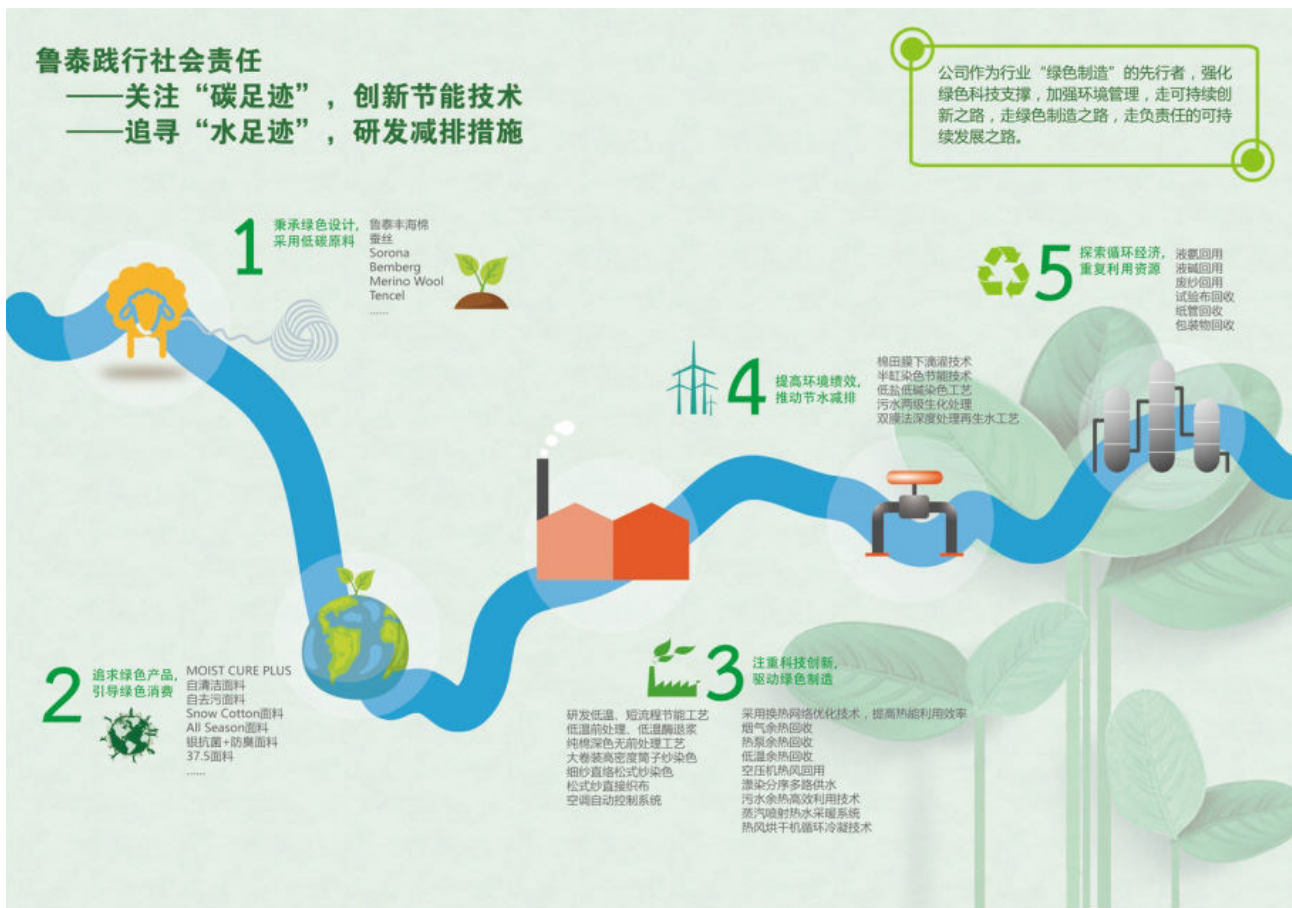 鲁泰践行社会责任
——关注“碳足迹”，创新节能技术
——追寻“水足迹”，研发减排措施
公司作为行业“绿色制造”的先行者，强化
绿色科技支撑，加强环境管理，走可持续创
新之路，走绿色制造之路，走负责任的可持
续发展之路。
1
秉承绿色设计，
采用低碳原料
鲁泰丰海棉
蚕丝
Sorona
Bemberg
Merino Wool
Tencel
......
2
追求绿色产品，
引导绿色消费
MOIST CURE PLUS
自清洁面料
自去污面料
Snow Cotton面料
All Season面料
银抗菌+防臭面料
37.5面料
......
3
注重科技创新，
驱动绿色制造
研发低温、短流程节能工艺
低温前处理、低温酶退浆
纯棉深色无前处理工艺
大卷装高密度筒子纱染色
细纱直络松式纱染色
松式纱直接织布
空调自动控制系统
采用换热网络优化技术，提高热能利用效率
烟气余热回收
热泵余热回收
低温余热回收
空压机热风回用
漂染分序多路供水
污水余热高效利用技术
蒸汽喷射热水采暖系统
热风烘干机循环冷凝技术
4
提高环境绩效，
推动节水减排
棉田膜下滴灌技术
半缸染色节能技术
低盐低碱染色工艺
污水两级生化处理
双膜法深度处理再生水工艺
5
探索循环经济，
重复利用资源
液氨回用
液碱回用
废纱回用
试验布回收
纸管回收
包装物回收